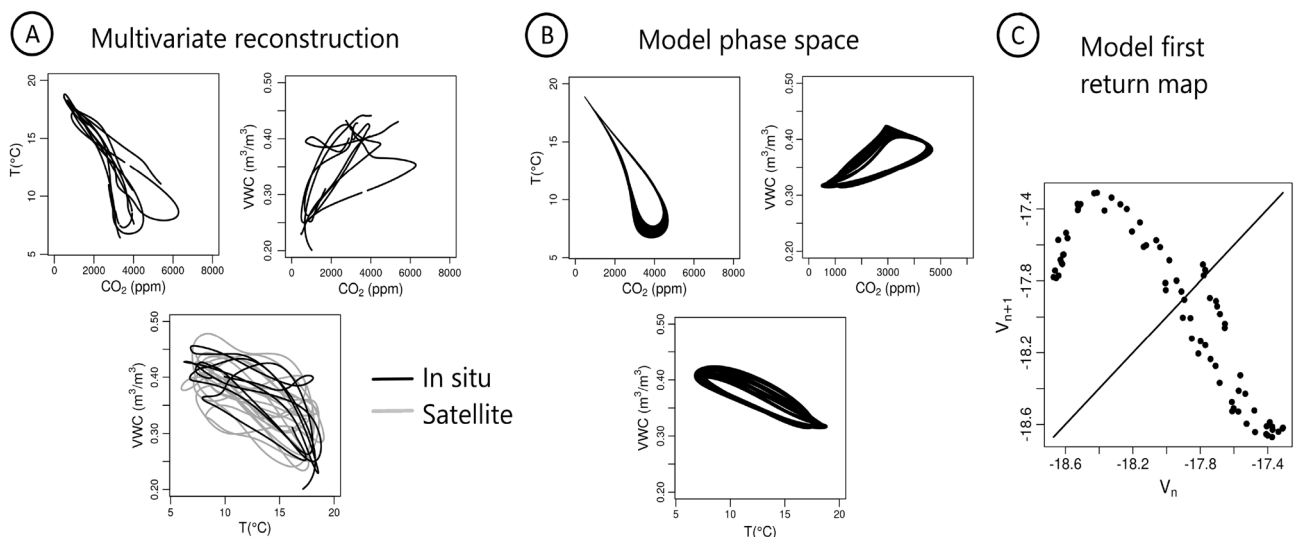 A Multivariate reconstruction
20
15
10
5
T(°C)
0 2000 4000 6000 8000
CO2 (ppm)
0.50
0.40
0.30
0.20
VWC (m³/m³)
0 2000 4000 6000 8000
CO2 (ppm)
0.50
0.40
0.30
0.20
VWC (m³/m³)
5 10 15 20
T(°C)
In situ
Satellite
B Model phase space
20
15
10
5
T(°C)
0 2000 4000 6000 8000
CO2 (ppm)
0.50
0.40
0.30
0.20
VWC (m³/m³)
0 1000 3000 5000
CO2 (ppm)
0.50
0.40
0.30
0.20
VWC (m³/m³)
5 10 15 20
T(°C)
C Model first
return map
-17.4
-17.8
-18.2
-18.6
Vn+1
-18.6 -18.2 -17.8 -17.4
Vn